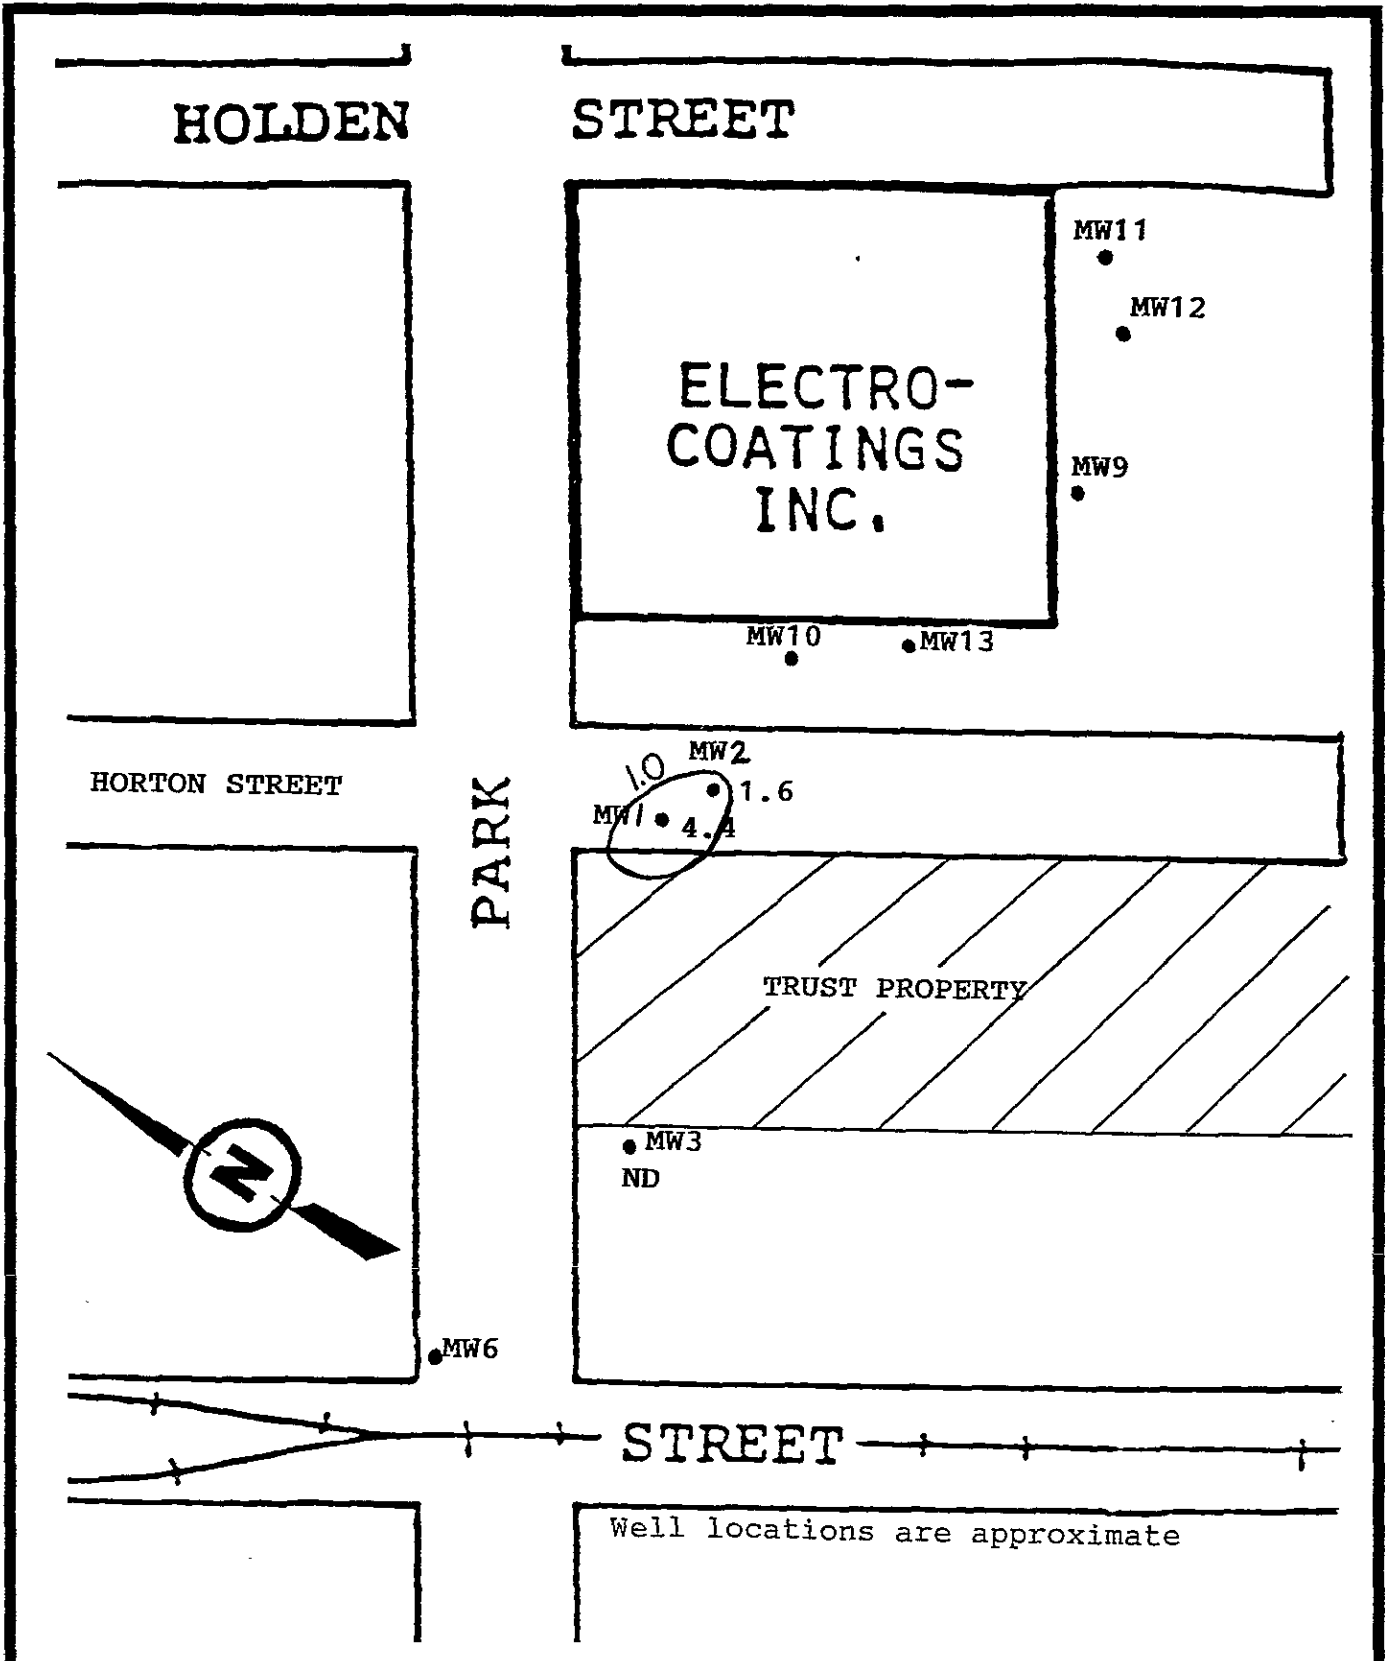 HOLDEN STREET
MW11
MW12
ELECTRO-
COATINGS
INC.
MW9
MW10
MW13
MW2
1.0
1.6
HORTON STREET
MW1
4.4
PARK
TRUST PROPERTY
MW3
ND
N
MW6
STREET
Well locations are approximate